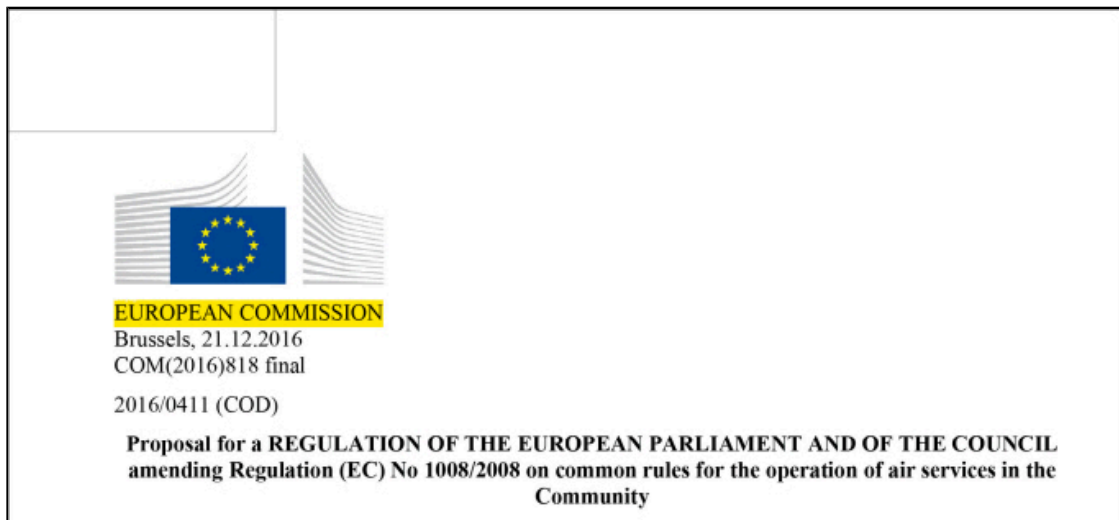 EUROPEAN COMMISSION
Brussels, 21.12.2016
COM(2016)818 final
2016/0411 (COD)
Proposal for a REGULATION OF THE EUROPEAN PARLIAMENT AND OF THE COUNCIL
amending Regulation (EC) No 1008/2008 on common rules for the operation of air services in the
Community